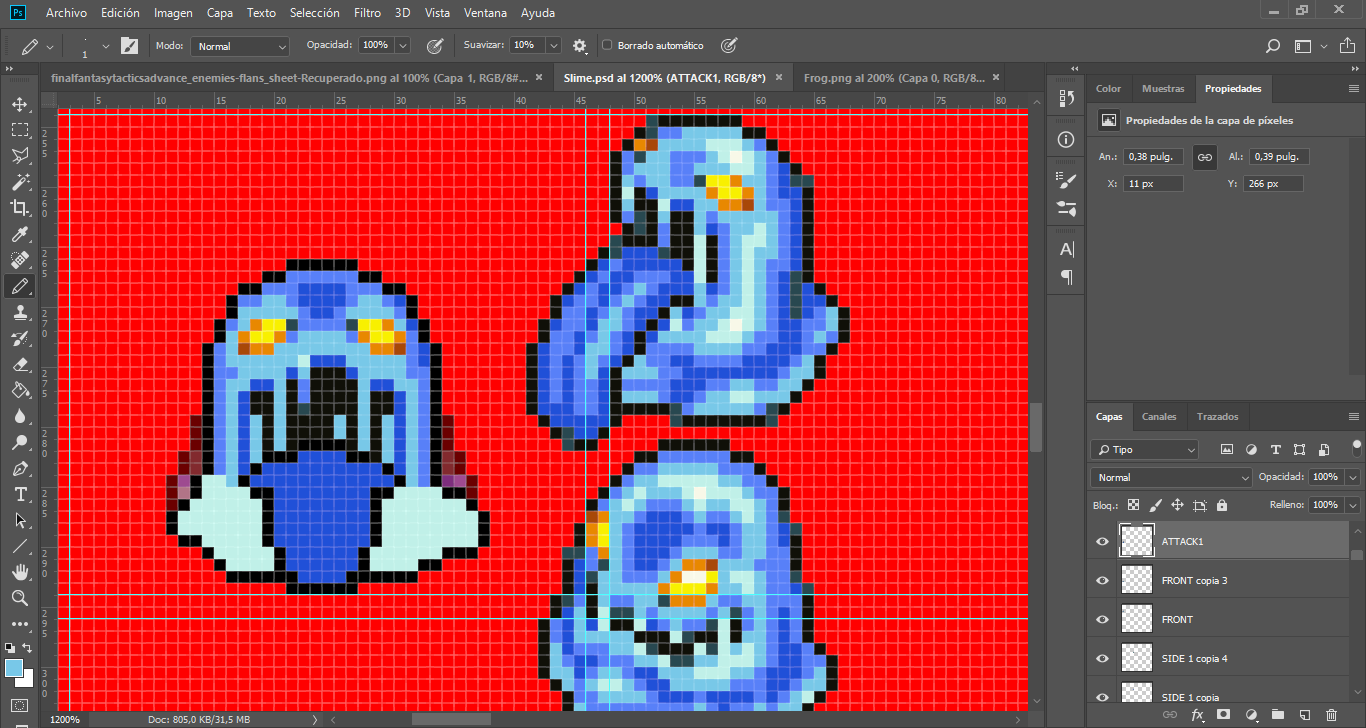 Ps Archivo Edición Imagen Capa Texto Selección Filtro 3D Vista Ventana Ayuda
1 Modo: Normal Opacidad: 100% Suavizar: 10% Borrado automático
finalfantasytacticsadvance_enemies-flans_sheet-Recuperado.png al 100% (Capa 1, RGB/8#... × Slime.psd al 1200% (ATTACK1, RGB/8*) × Frog.png al 200% (Capa 0, RGB/8... ×
5 10 15 20 25 30 35 40 45 50 55 60 65 70 75 80
255
260
265
270
275
280
285
290
295
300
Color Muestras Propiedades
Propiedades de la capa de píxeles
An.: 0,38 pulg. Al.: 0,39 pulg.
X: 11 px Y: 266 px
Capas Canales Trazados
Tipo
Normal Opacidad: 100%
Bloq.: Relleno: 100%
ATTACK1
FRONT copia 3
FRONT
SIDE 1 copia 4
SIDE 1 copia
1200% Doc: 805,0 KB/31,5 MB